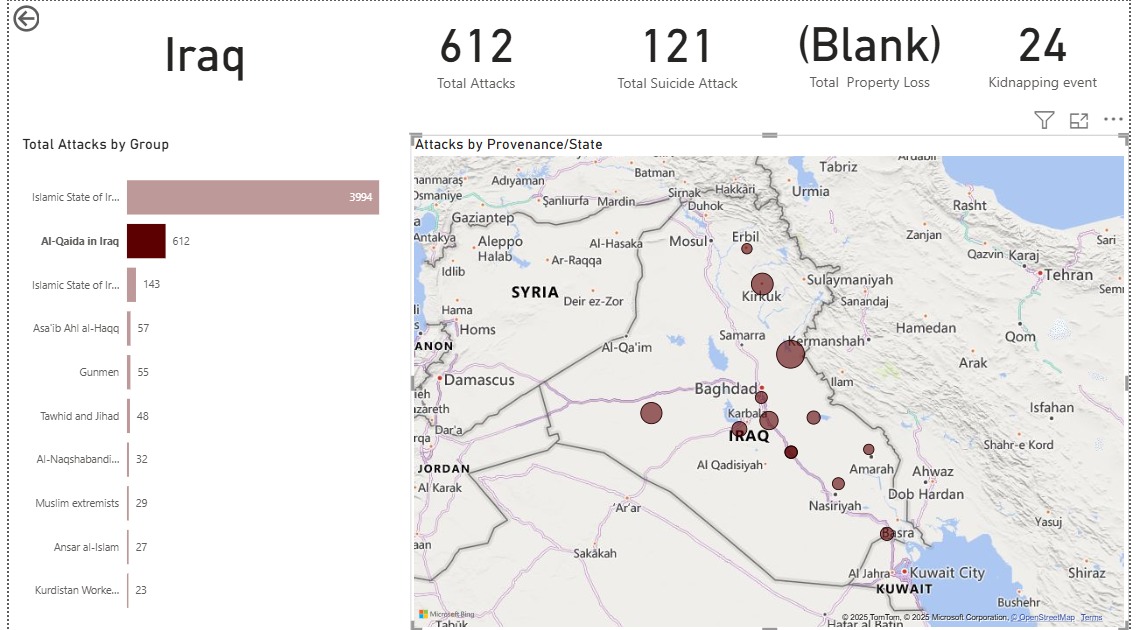 Iraq
612
Total Attacks
121
Total Suicide Attack
(Blank)
Total Property Loss
24
Kidnapping event
Total Attacks by Group
Islamic State of Ir...
3994
Al-Qaida in Iraq
612
Islamic State of Ir...
143
Asa'ib Ahl al-Haqq
57
Gunmen
55
Tawhid and Jihad
48
Al-Naqshabandi...
32
Muslim extremists
29
Ansar al-Islam
27
Kurdistan Worke...
23
Attacks by Provenance/State
Batman
Tabriz
Ardabil
Adıyaman
Sirnak
Hakkâri
Urmia
Osmaniye
Şanlıurfa
Mardin
Duhok
Rasht
Gaziantep
Antakya
Aleppo
Halab
Al-Hasaka
Mosul
Erbil
Zanjan
Sari
Qazvin
Karaj
Idlib
Ar-Raqqa
Tehran
SYRIA
Deir ez-Zor
Kirkuk
Sulaymaniyah
Sanandaj
Hama
Homs
Samarra
Hamedan
Qom
ANON
Al-Qa'im
Kermanshah
Arak
Damascus
Baghdad
Ilam
Karbala
Isfahan
Dar'a
IRAQ
Shahr-e Kord
JORDAN
Al Qadisiyah
Amarah
Ahwaz
Al Karak
Dob Hardan
'Ar'ar
Nasiriyah
Yasuj
Basra
Sakākah
Al Jahra
Kuwait City
Shiraz
KUWAIT
Bushehr
Microsoft Bing
© 2025 TomTom, © 2025 Microsoft Corporation, © OpenStreetMap Terms
Tabūk
Hafar al Batin